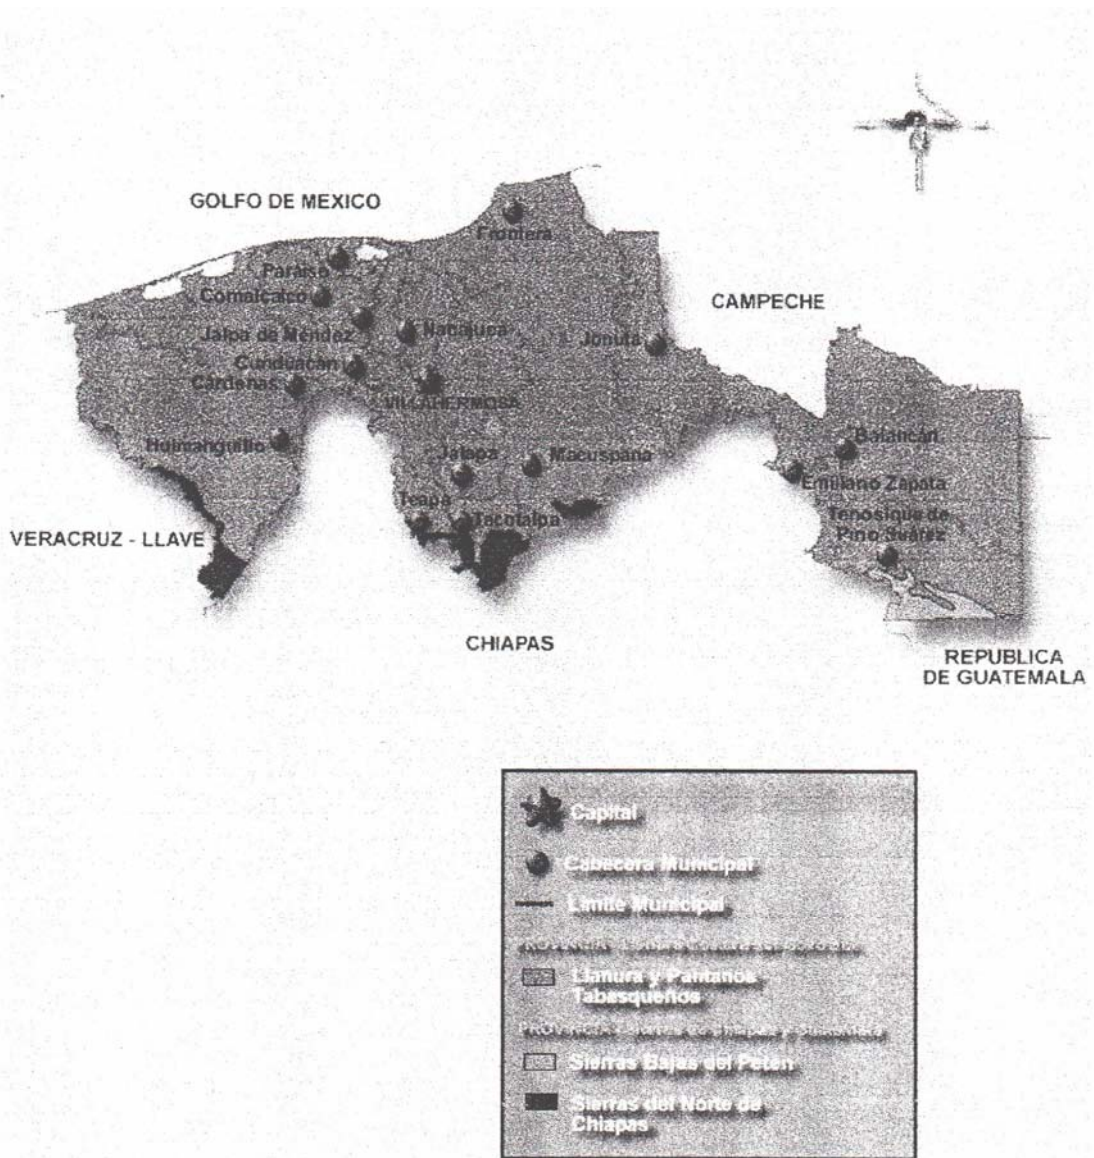 GOLFO DE MEXICO
Frontera
Paraíso
Comalcalco
CAMPECHE
Jalpa de Méndez
Nacajuca
Jonuta
Cunduacán
Cárdenas
VILLAHERMOSA
Huimanguillo
Jalapa
Macuspana
Balancán
Emiliano Zapata
Teapa
Tacotalpa
Tenosique de
Pino Suárez
VERACRUZ - LLAVE
CHIAPAS
REPUBLICA
DE GUATEMALA
Capital
Cabecera Municipal
Limite Municipal
Llanura y Pantanos
Tabasqueños
PROVINCIA
Sierras Bajas del Petén
Sierras del Norte de
Chiapas